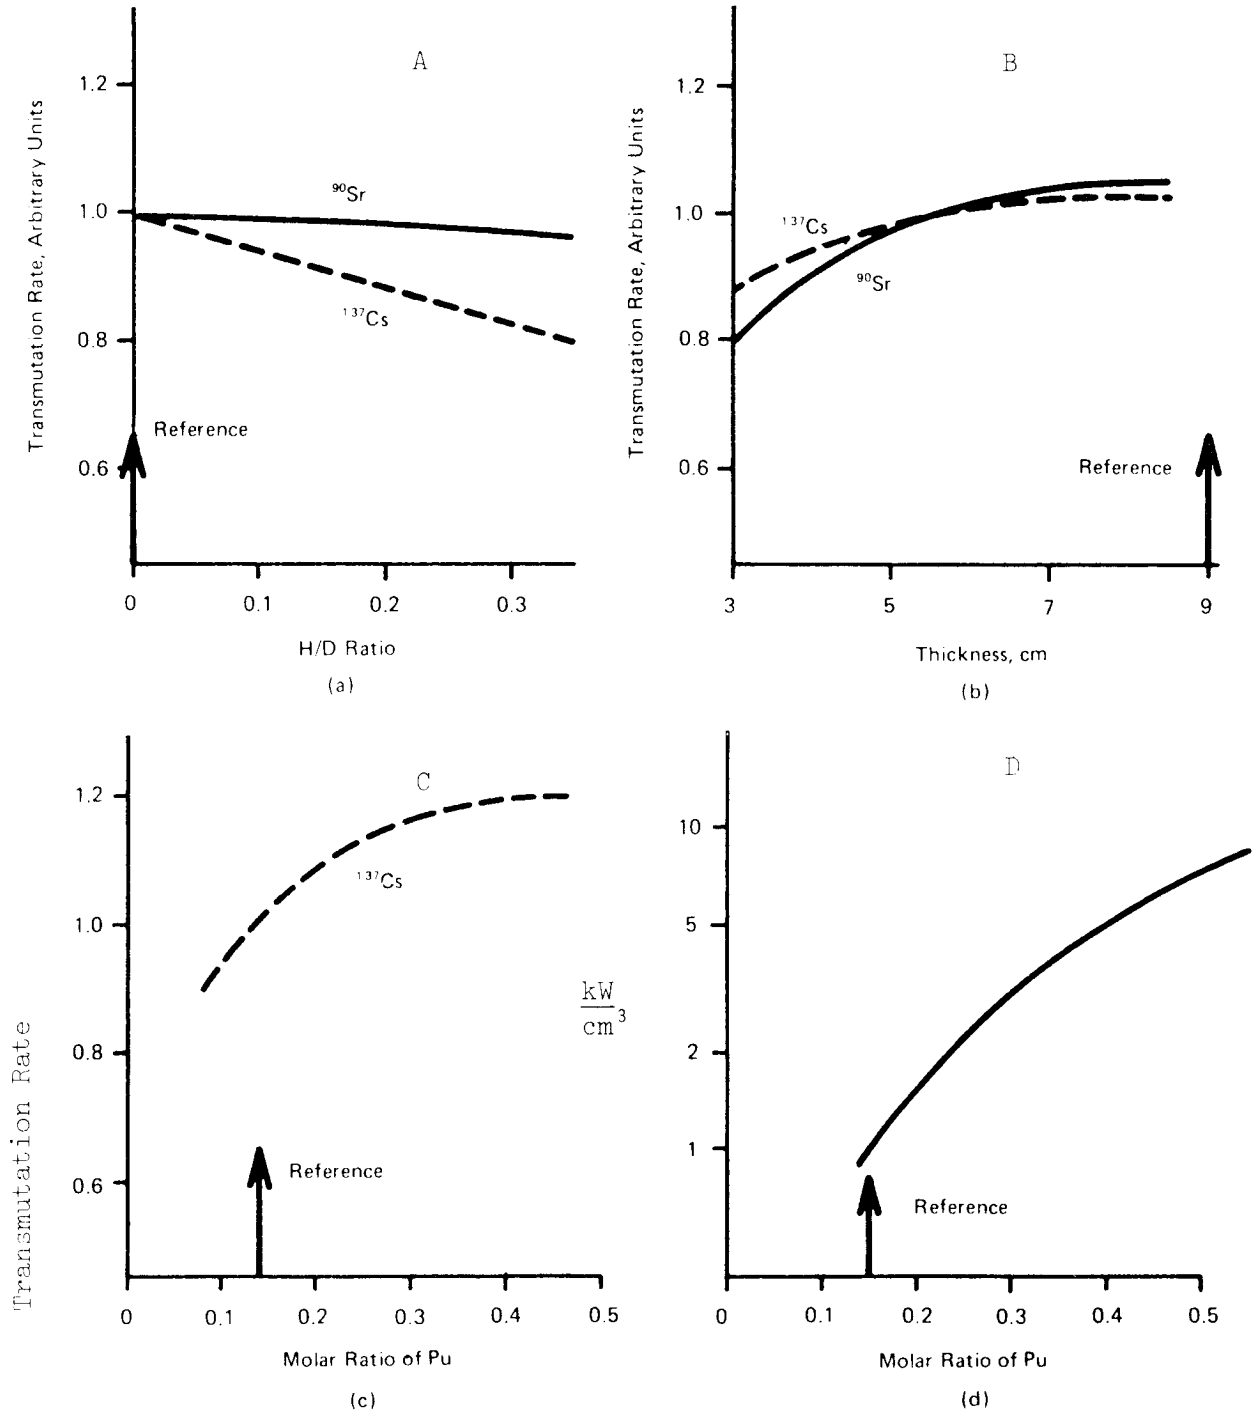 A
1.2
1.0
0.8
0.6
Transmutation Rate, Arbitrary Units
⁹⁰Sr
¹³⁷Cs
Reference
0 0.1 0.2 0.3
H/D Ratio
(a)
B
1.2
1.0
0.8
0.6
Transmutation Rate, Arbitrary Units
¹³⁷Cs
⁹⁰Sr
Reference
3 5 7 9
Thickness, cm
(b)
C
1.2
1.0
0.8
0.6
Transmutation Rate
¹³⁷Cs
Reference
0 0.1 0.2 0.3 0.4 0.5
Molar Ratio of Pu
(c)
D
10
5
2
1
kW
cm³
Reference
0 0.1 0.2 0.3 0.4 0.5
Molar Ratio of Pu
(d)